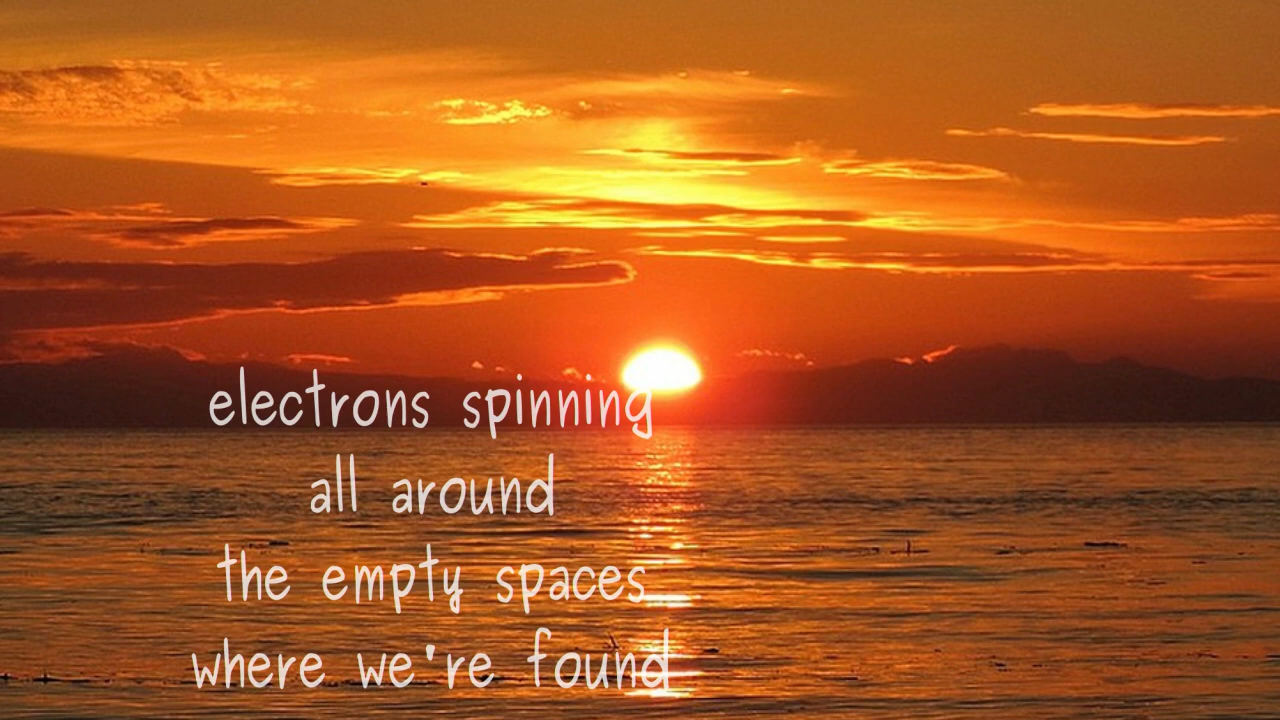 electrons spinning
all around
the empty spaces
where we're found